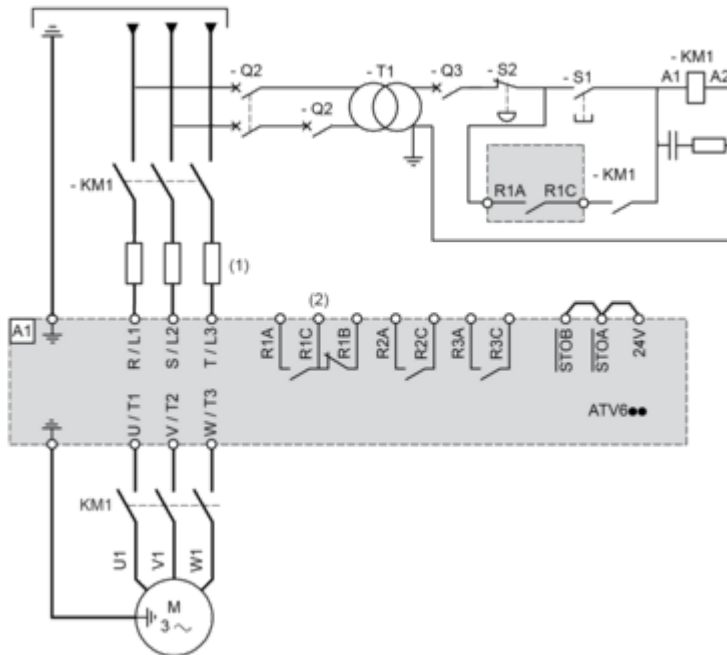 - Q2
- T1
- Q3
- S2
- S1
- KM1
A1
A2
- Q2
- KM1
R1A R1C
- KM1
(1)
(2)
A1
R / L1
S / L2
T / L3
R1A
R1C
R1B
R2A
R2C
R3A
R3C
STOB
STOA
24V
U / T1
V / T2
W / T3
ATV6●●
KM1
U1
V1
W1
M
3 ~